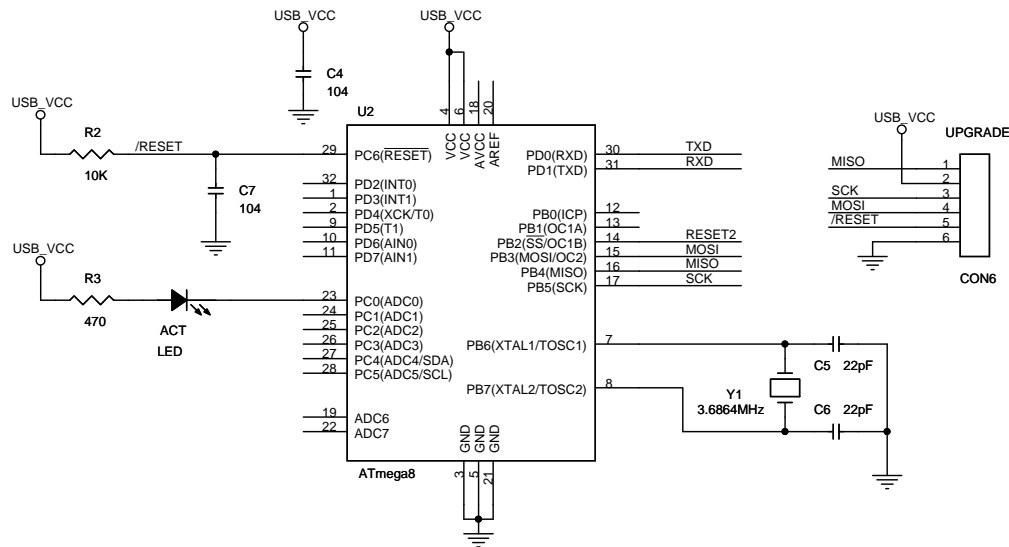 USB_VCC
USB_VCC
C4
104
USB_VCC
R2
10K
/RESET
C7
104
USB_VCC
R3
470
ACT
LED
U2
4
6
18
20
VCC
VCC
AVCC
AREF
29 PC6(RESET)
32 PD2(INT0)
1 PD3(INT1)
2 PD4(XCK/T0)
9 PD5(T1)
10 PD6(AIN0)
11 PD7(AIN1)
23 PC0(ADC0)
24 PC1(ADC1)
25 PC2(ADC2)
26 PC3(ADC3)
27 PC4(ADC4/SDA)
28 PC5(ADC5/SCL)
19 ADC6
22 ADC7
PD0(RXD) 30 TXD
PD1(TXD) 31 RXD
PB0(ICP) 12
PB1(OC1A) 13
PB2(SS/OC1B) 14 RESET2
PB3(MOSI/OC2) 15 MOSI
PB4(MISO) 16 MISO
PB5(SCK) 17 SCK
PB6(XTAL1/TOSC1) 7
PB7(XTAL2/TOSC2) 8
GND
GND
GND
3
5
21
ATmega8
Y1
3.6864MHz
C5 22pF
C6 22pF
USB_VCC
UPGRADE
MISO 1
2
SCK 3
MOSI 4
/RESET 5
6
CON6